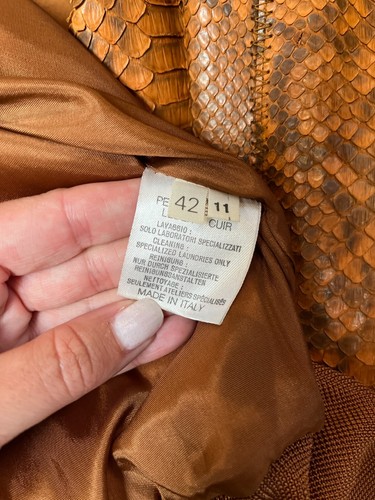 42 11
PE
CUIR
LAVAGGIO :
SOLO LABORATORI SPECIALIZZATI
CLEANING :
SPECIALIZED LAUNDRIES ONLY
REINIGUNG :
NUR DURCH SPEZIALISIERTE
REINIGUNGSANSTALTEN
NETTOYAGE :
SEULEMENT ATELIERS SPÉCIALISÉS
MADE IN ITALY